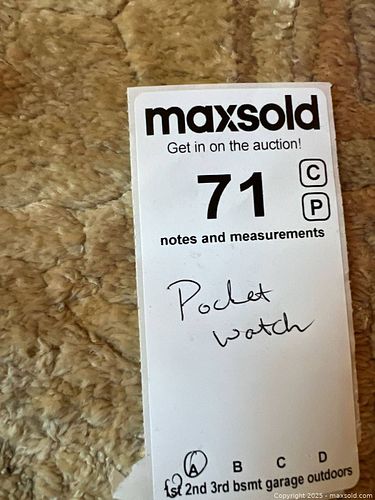 maxsold
Get in on the auction!
71
C
P
notes and measurements
Pocket
watch
A B C D
1st 2nd 3rd bsmt garage outdoors
Copyright 2025 - maxsold.com